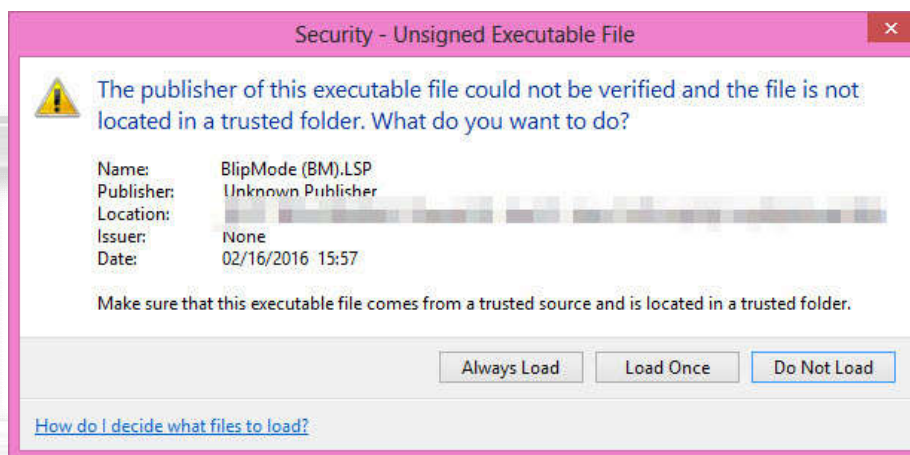 Security - Unsigned Executable File
The publisher of this executable file could not be verified and the file is not
located in a trusted folder. What do you want to do?
Name: BlipMode (BM).LSP
Publisher: Unknown Publisher
Location:
Issuer: None
Date: 02/16/2016 15:57
Make sure that this executable file comes from a trusted source and is located in a trusted folder.
Always Load Load Once Do Not Load
How do I decide what files to load?